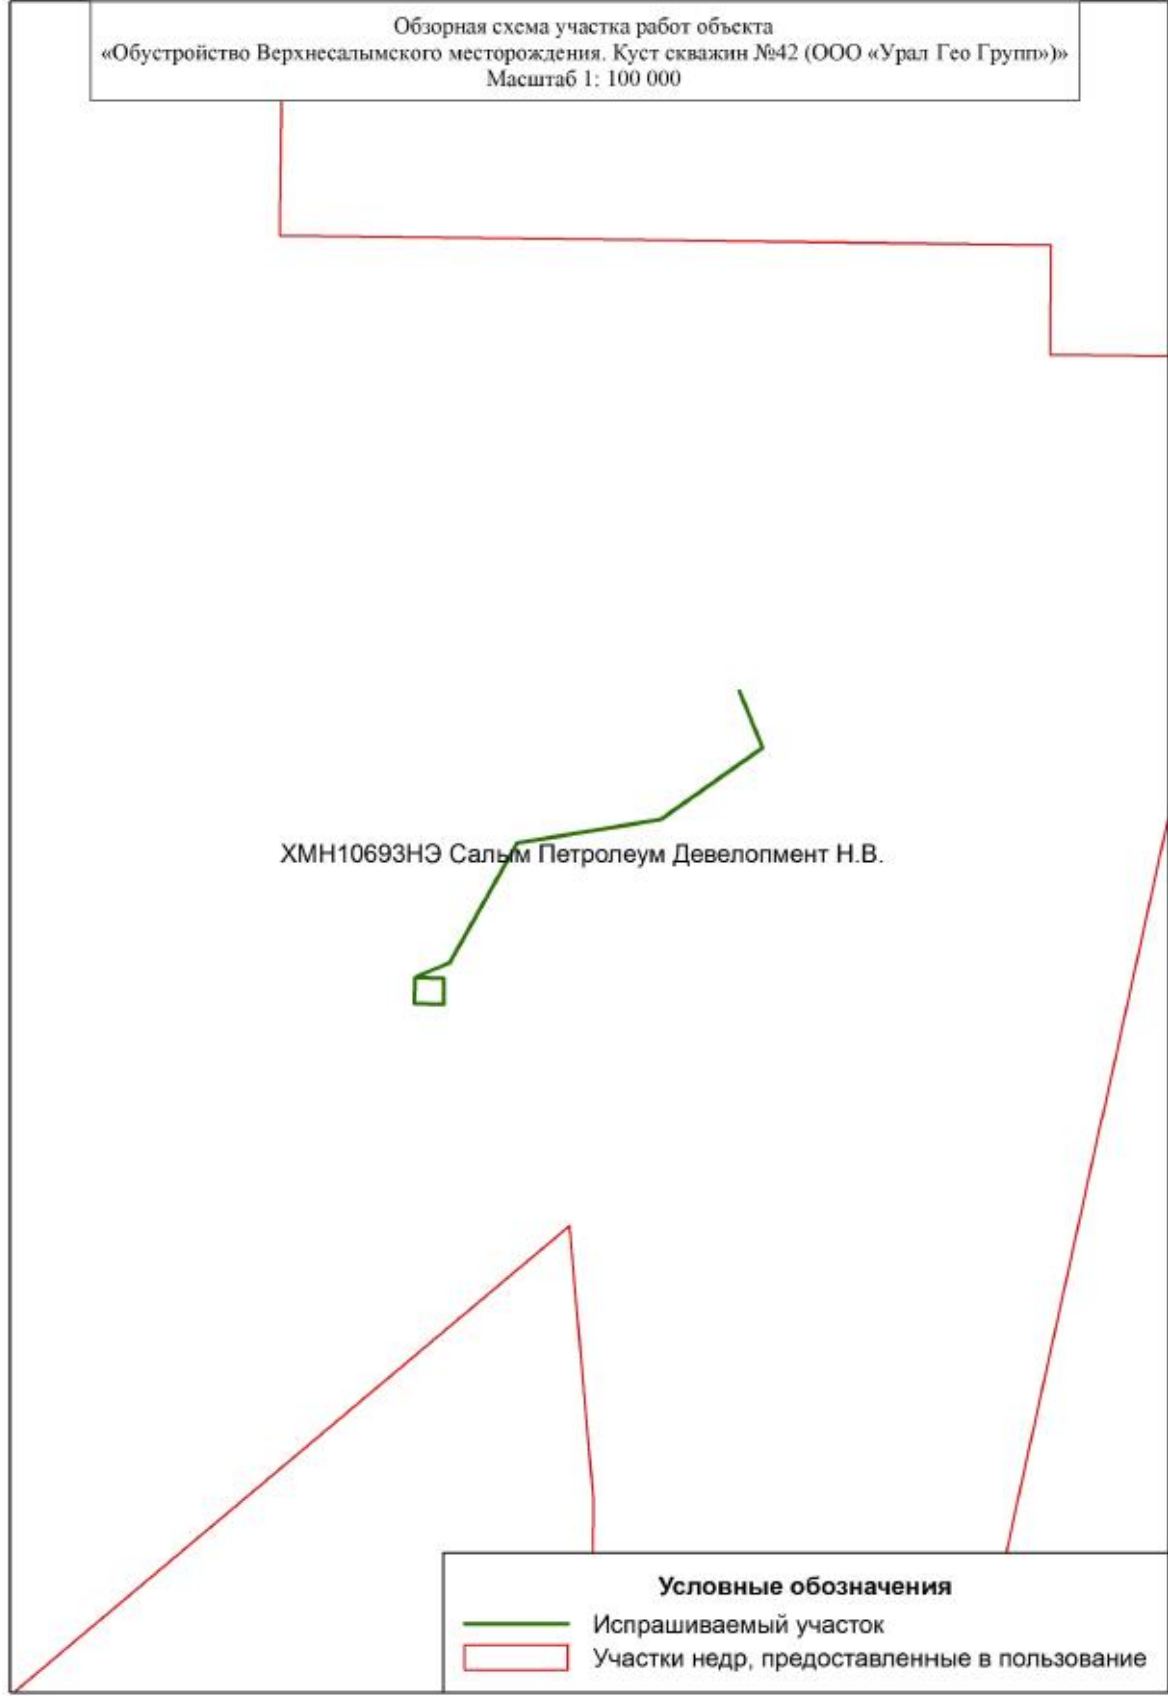 Обзорная схема участка работ объекта
«Обустройство Верхнесалымского месторождения. Куст скважин №42 (ООО «Урал Гео Групп»)»
Масштаб 1: 100 000
ХМН10693НЭ Салым Петролеум Девелопмент Н.В.
Условные обозначения
Испрашиваемый участок
Участки недр, предоставленные в пользование